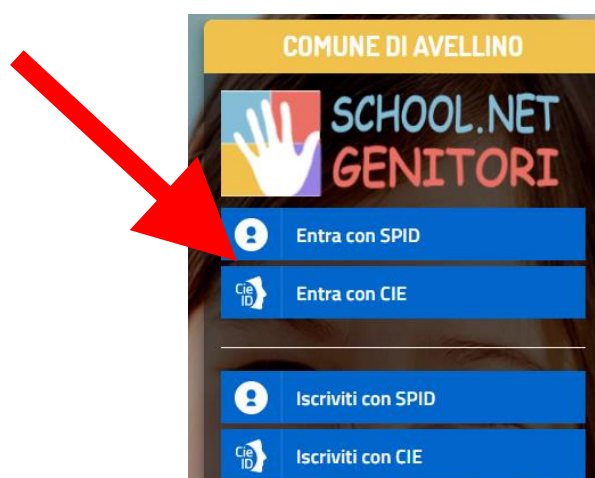 COMUNE DI AVELLINO
SCHOOL.NET
GENITORI
Entra con SPID
Cie
ID
Entra con CIE
Iscriviti con SPID
Cie
ID
Iscriviti con CIE